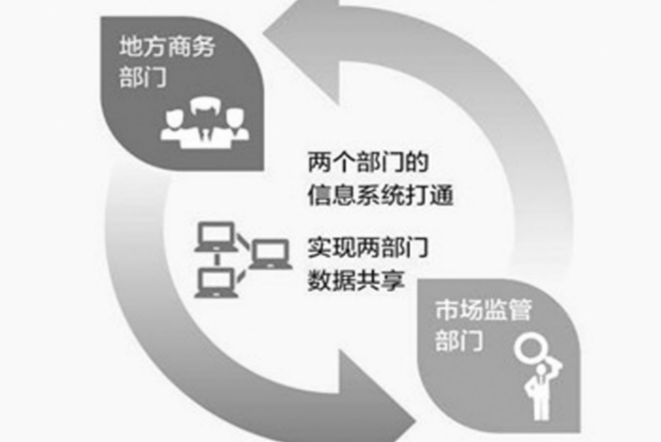 地方商务
部门
两个部门的
信息系统打通
实现两部门
数据共享
市场监管
部门